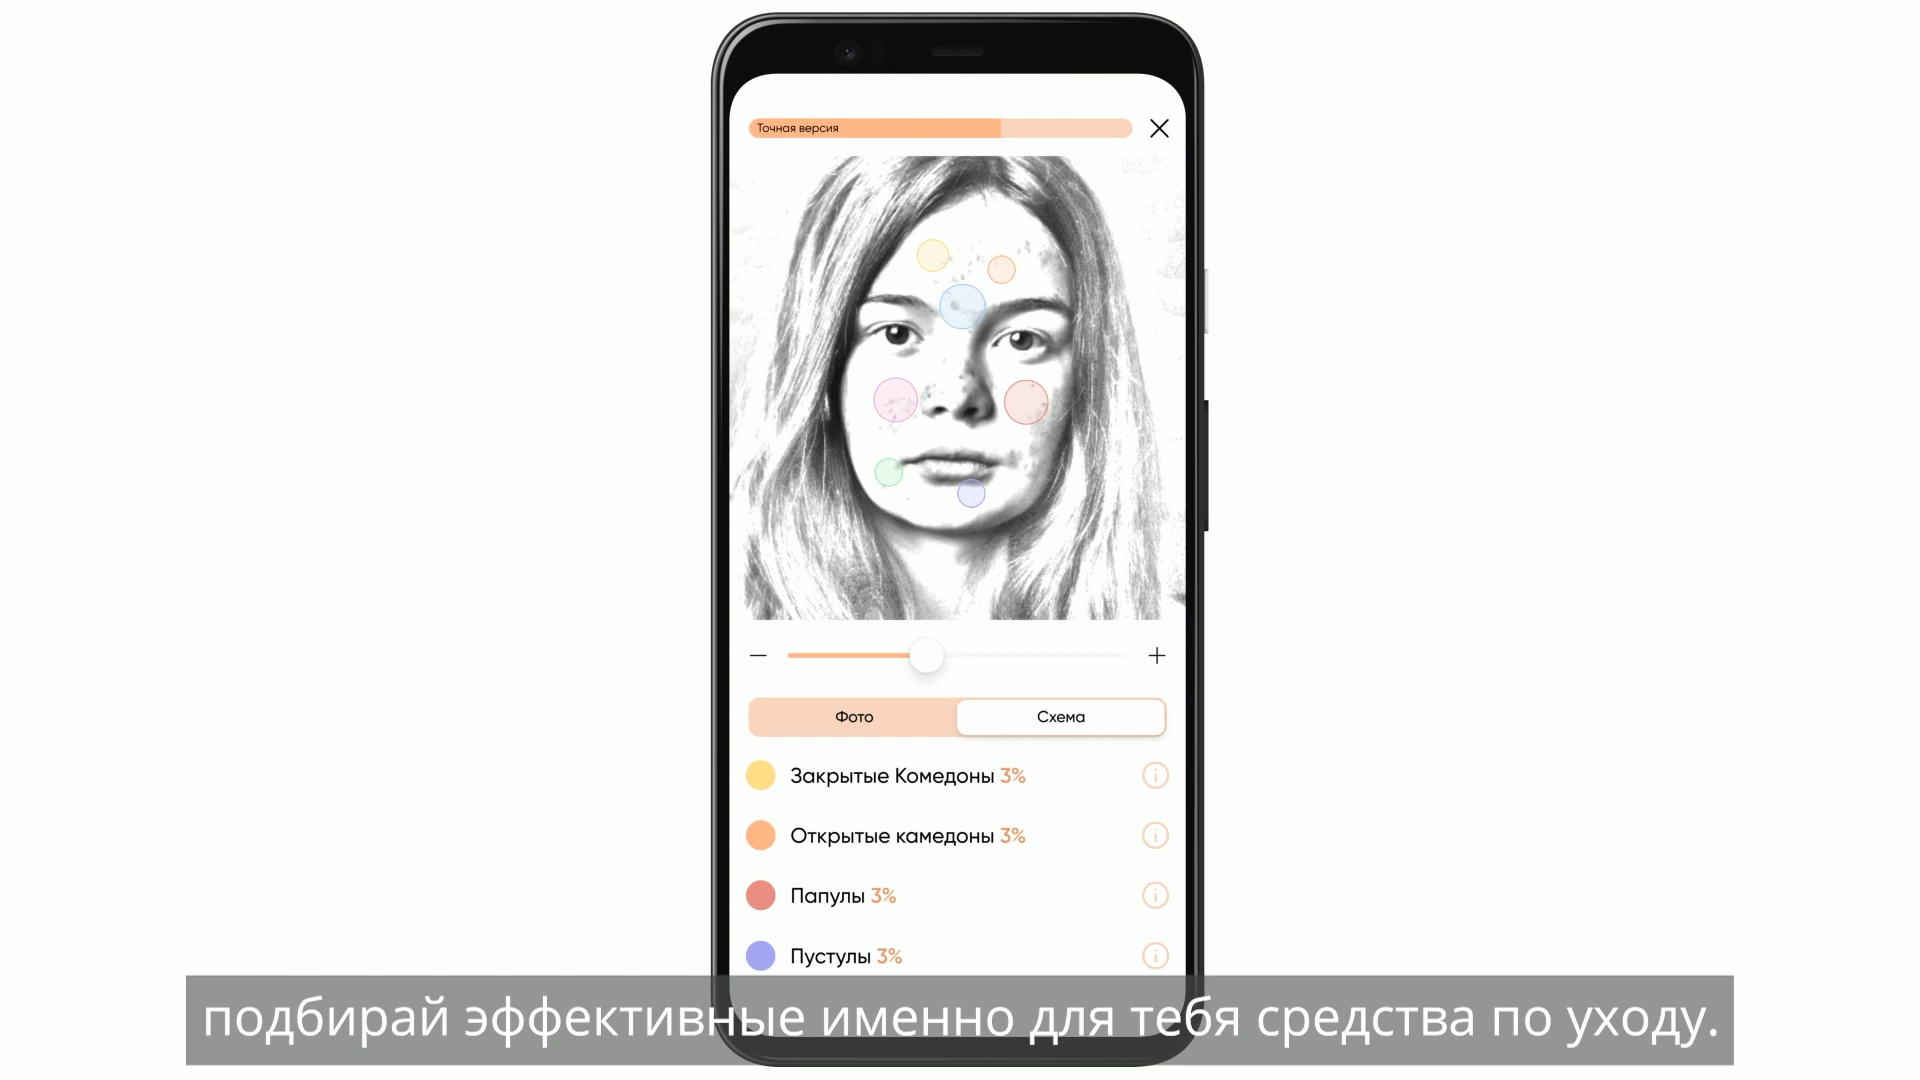 Точная версия
Фото
Схема
Закрытые Комедоны 3%
Открытые камедоны 3%
Папулы 3%
Пустулы 3%
подбирай эффективные именно для тебя средства по уходу.